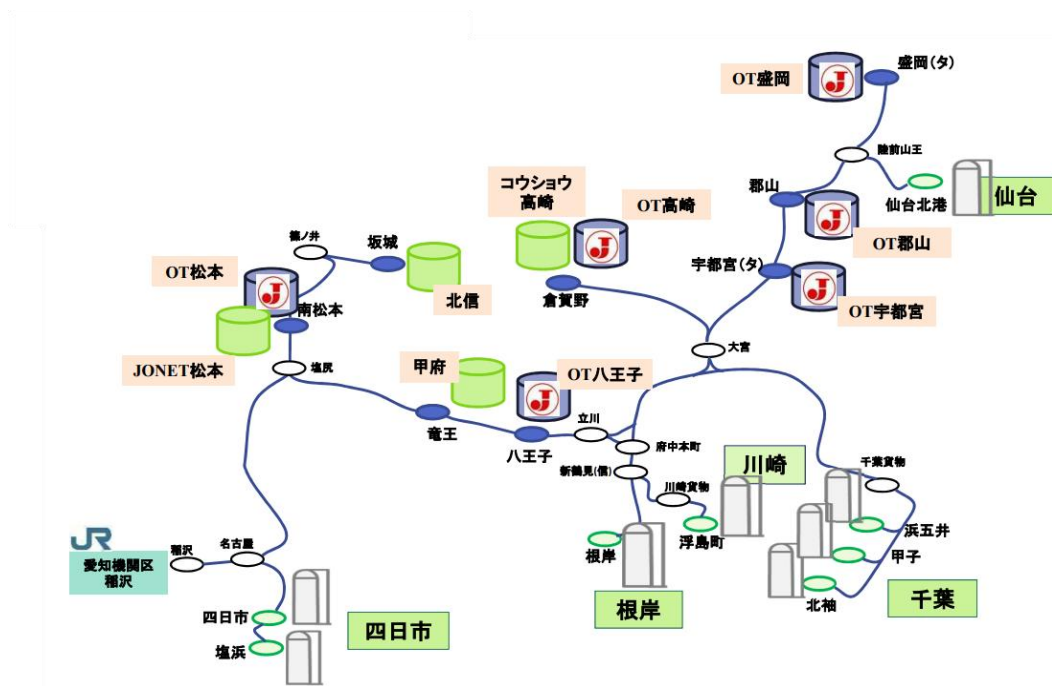 盛岡(タ)
OT盛岡
J
陸前山王
仙台北港
仙台
郡山
J
OT郡山
コウショウ
高崎
OT高崎
J
倉賀野
宇都宮(タ)
J
OT宇都宮
大宮
篠ノ井
坂城
北信
OT松本
J
南松本
JONET松本
塩尻
甲府
竜王
J
OT八王子
八王子
立川
府中本町
新鶴見(信)
川崎貨物
川崎
浮島町
根岸
根岸
千葉貨物
浜五井
甲子
北袖
千葉
JR
愛知機関区
稲沢
稲沢
名古屋
四日市
塩浜
四日市